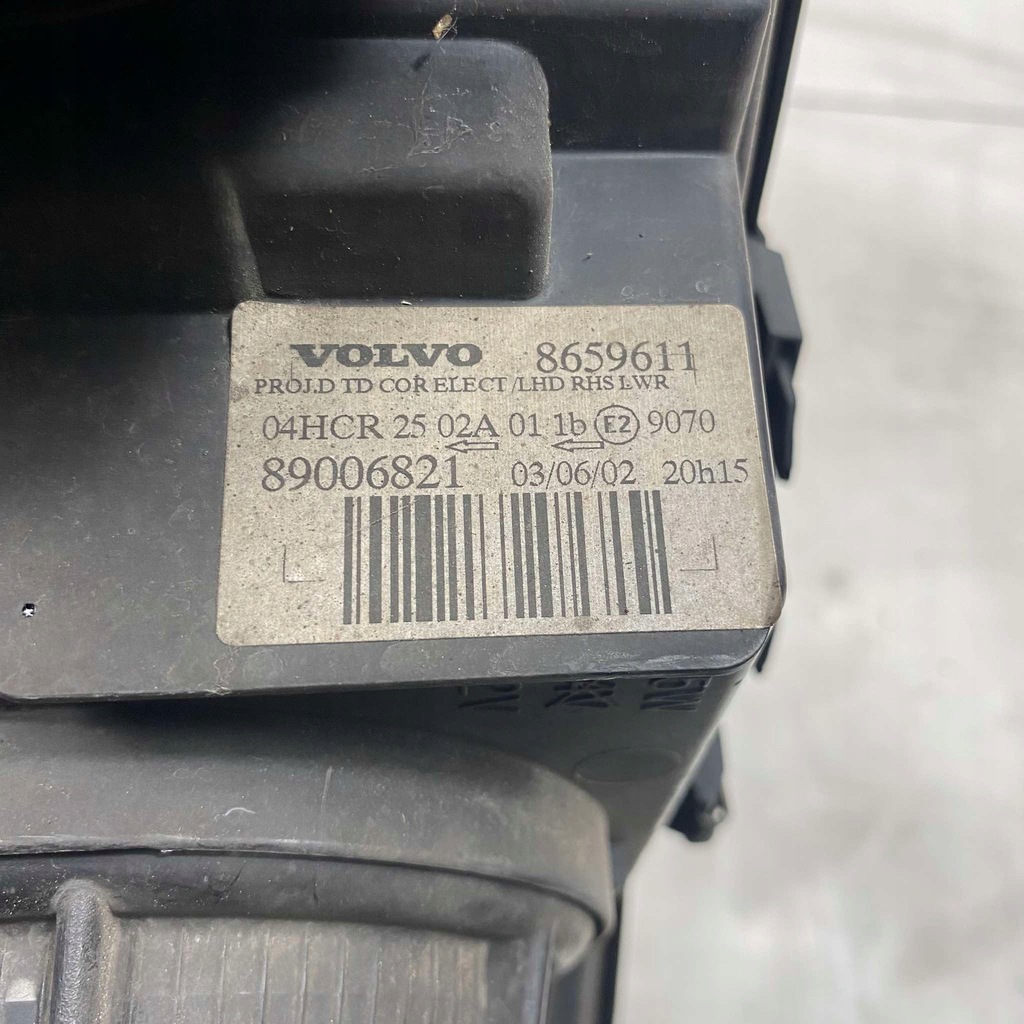 VOLVO 8659611
PROJ.D TD COR ELECT /LHD RHS LWR
04HCR 25 02A 01 1b E2 9070
89006821 03/06/02 20h15